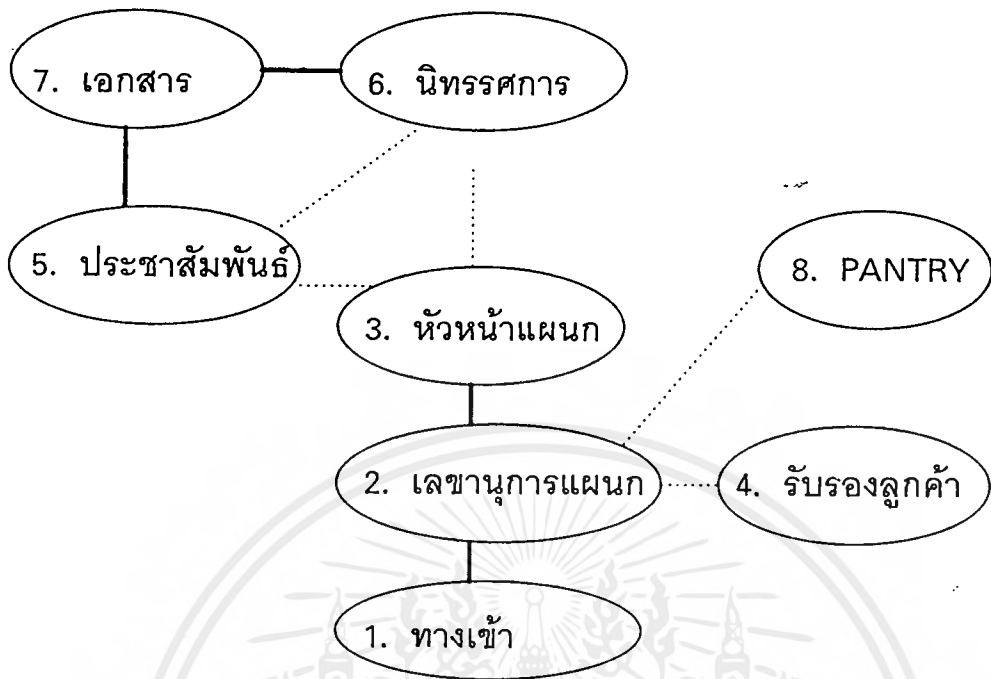 7. เอกสาร
6. นิทรรศการ
5. ประชาสัมพันธ์
8. PANTRY
3. หัวหน้าแผนก
2. เลขานุการแผนก
4. รับรองลูกค้า
1. ทางเข้า